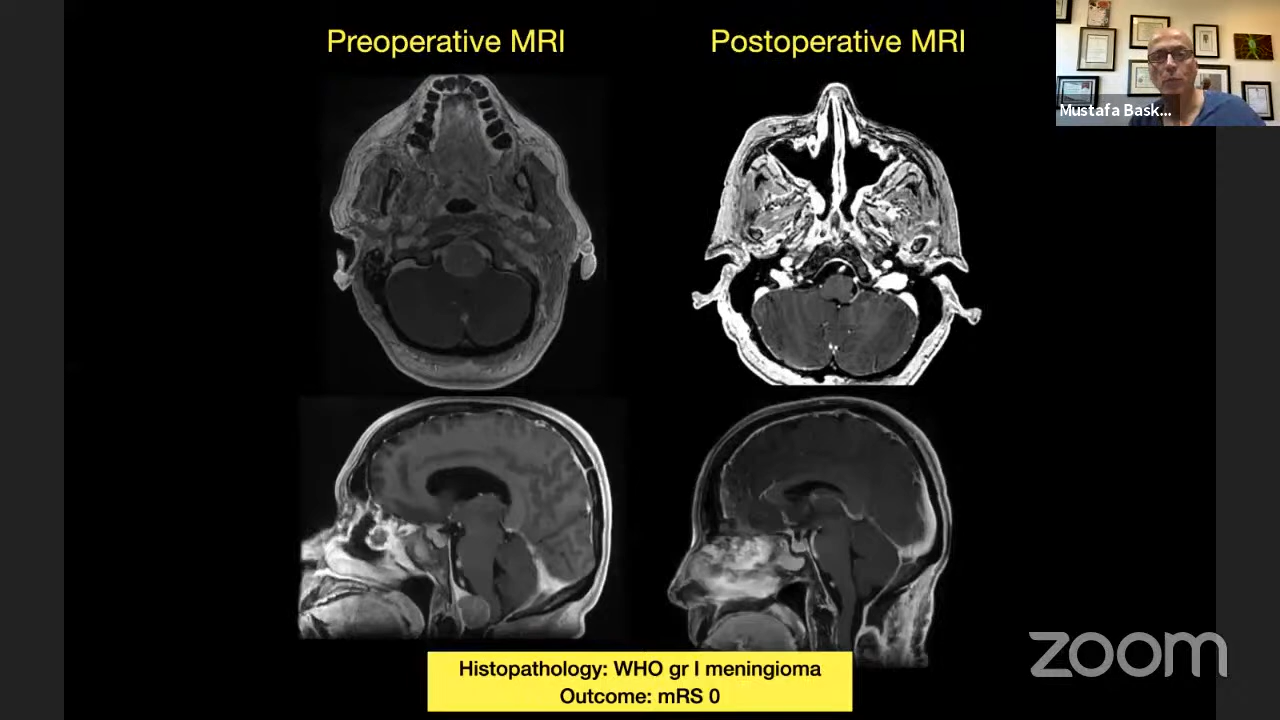 Preoperative MRI
Postoperative MRI
Mustafa Bask...
Histopathology: WHO gr I meningioma
Outcome: mRS 0
zoom